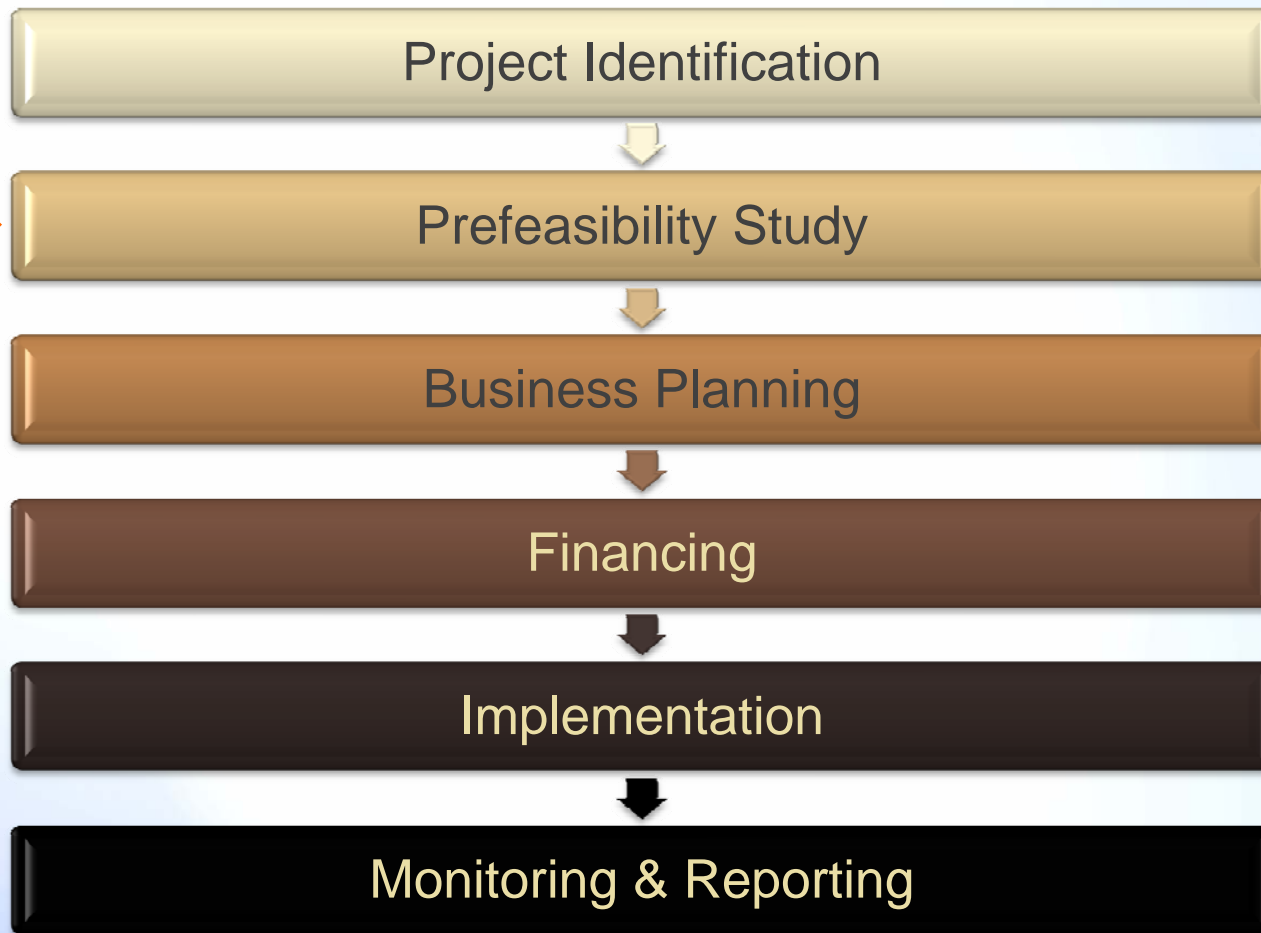 Project Identification
Prefeasibility Study
Business Planning
Financing
Implementation
Monitoring & Reporting